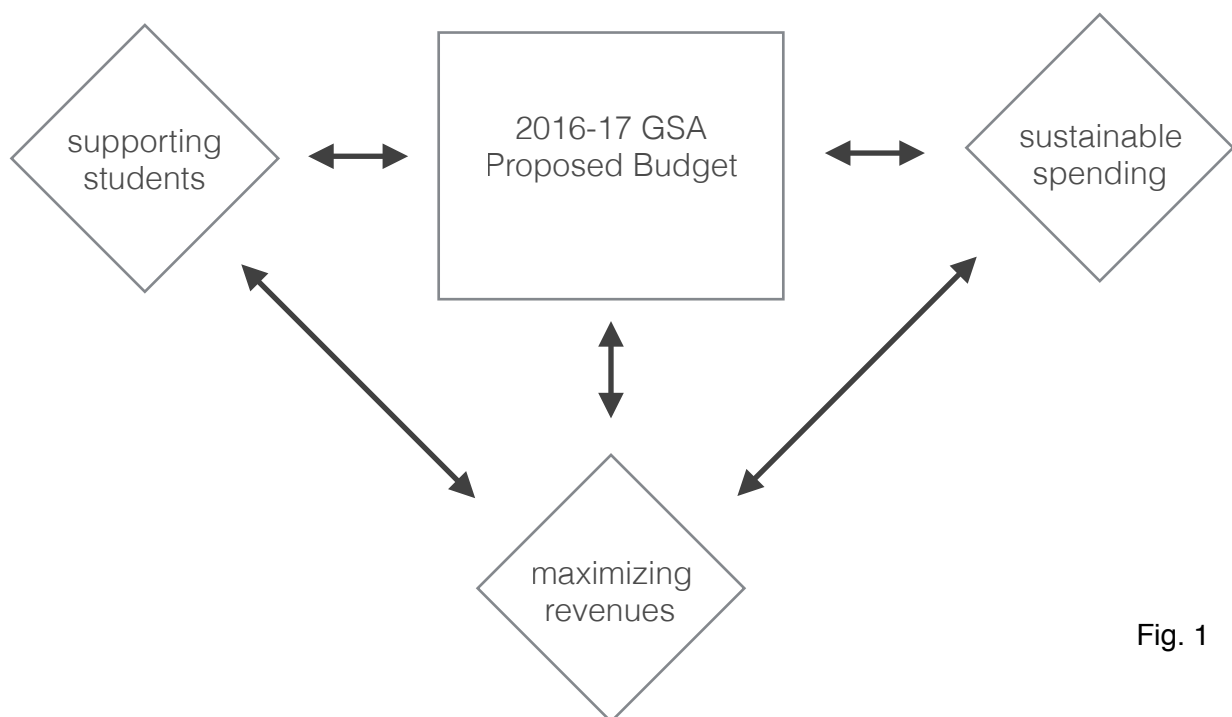 supporting
students
2016-17 GSA
Proposed Budget
sustainable
spending
maximizing
revenues
Fig. 1